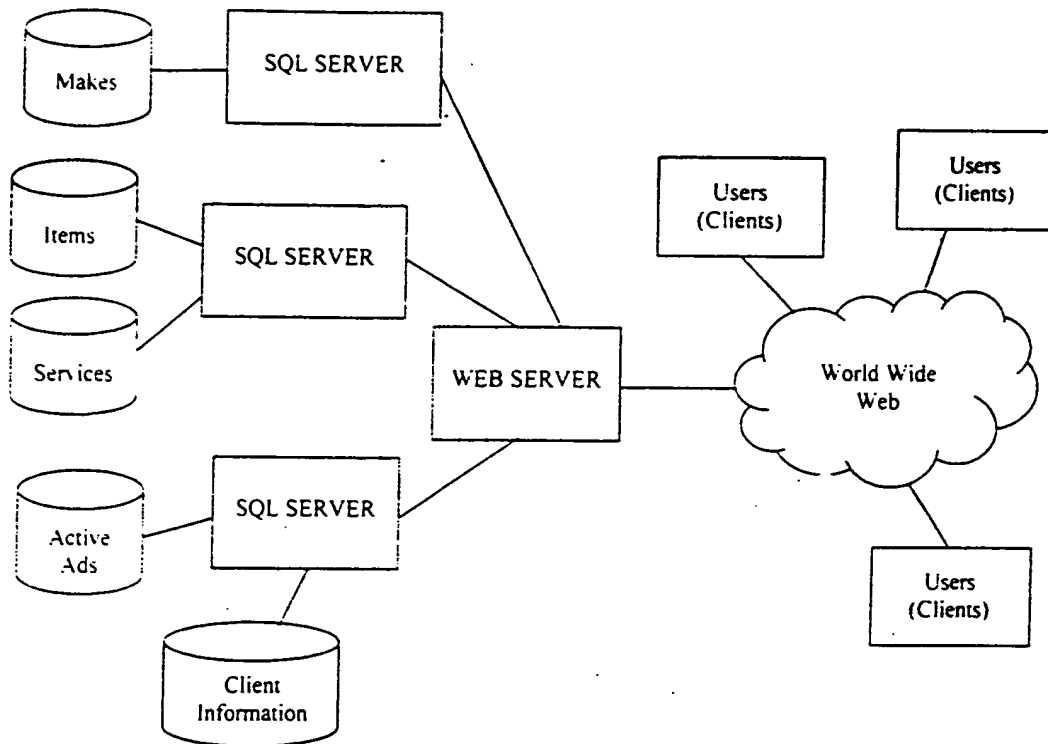 Makes
SQL SERVER
Items
SQL SERVER
Services
Active
Ads
SQL SERVER
Client
Information
WEB SERVER
World Wide
Web
Users
(Clients)
Users
(Clients)
Users
(Clients)